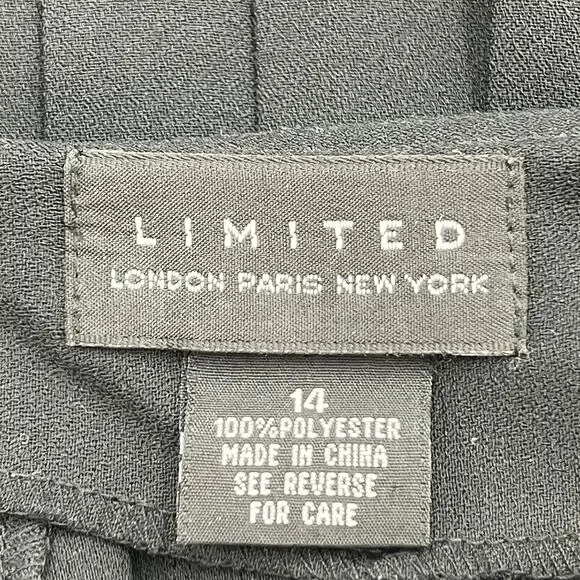 LIMITED
LONDON PARIS NEW YORK
14
100%POLYESTER
MADE IN CHINA
SEE REVERSE
FOR CARE